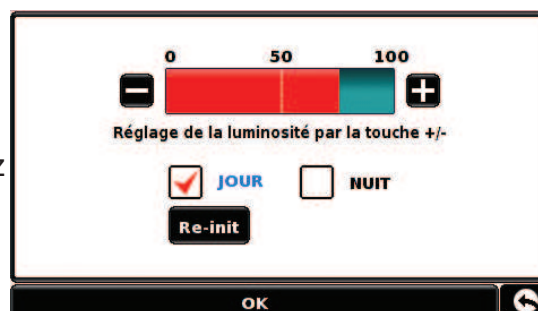 0 50 100
Réglage de la luminosité par la touche +/-
z
JOUR NUIT
Re-init
OK